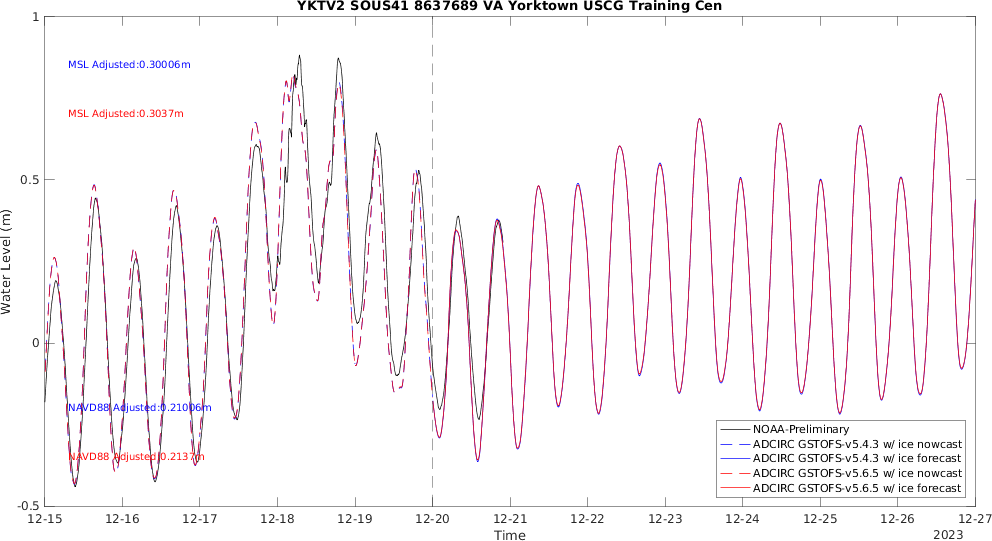 YKTV2 SOUS41 8637689 VA Yorktown USCG Training Cen
MSL Adjusted:0.30006m
MSL Adjusted:0.3037m
NAVD88 Adjusted:0.21006m
NAVD88 Adjusted:0.2137m
Water Level (m)
1
0.5
0
-0.5
NOAA-Preliminary
ADCIRC GSTOFS-v5.4.3 w/ ice nowcast
ADCIRC GSTOFS-v5.4.3 w/ ice forecast
ADCIRC GSTOFS-v5.6.5 w/ ice nowcast
ADCIRC GSTOFS-v5.6.5 w/ ice forecast
12-15 12-16 12-17 12-18 12-19 12-20 12-21 12-22 12-23 12-24 12-25 12-26 12-27
Time
2023